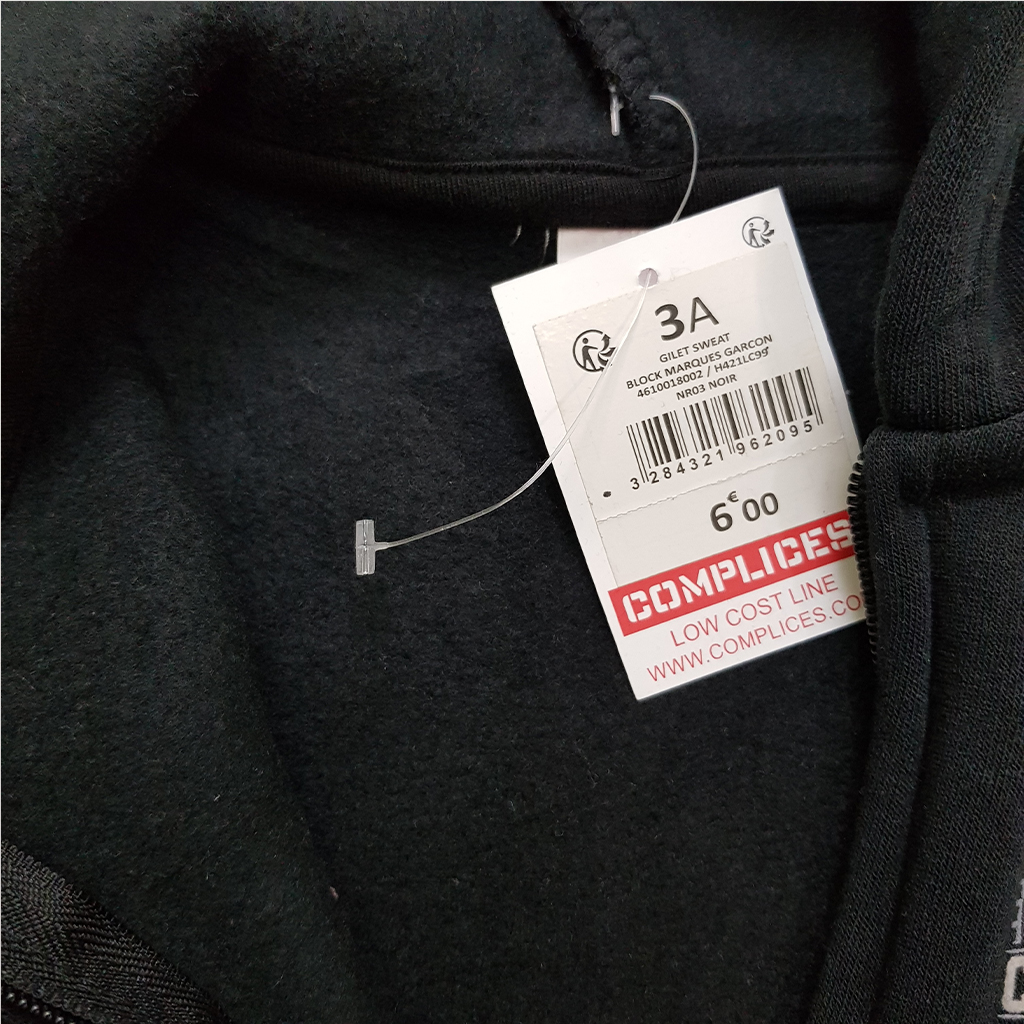 3A
GILET SWEAT
BLOCK MARQUES GARCON
4610018002 / H421LC99
NR03 NOIR
3 284321 962095
6€00
COMPLICES
LOW COST LINE
WWW.COMPLICES.CO